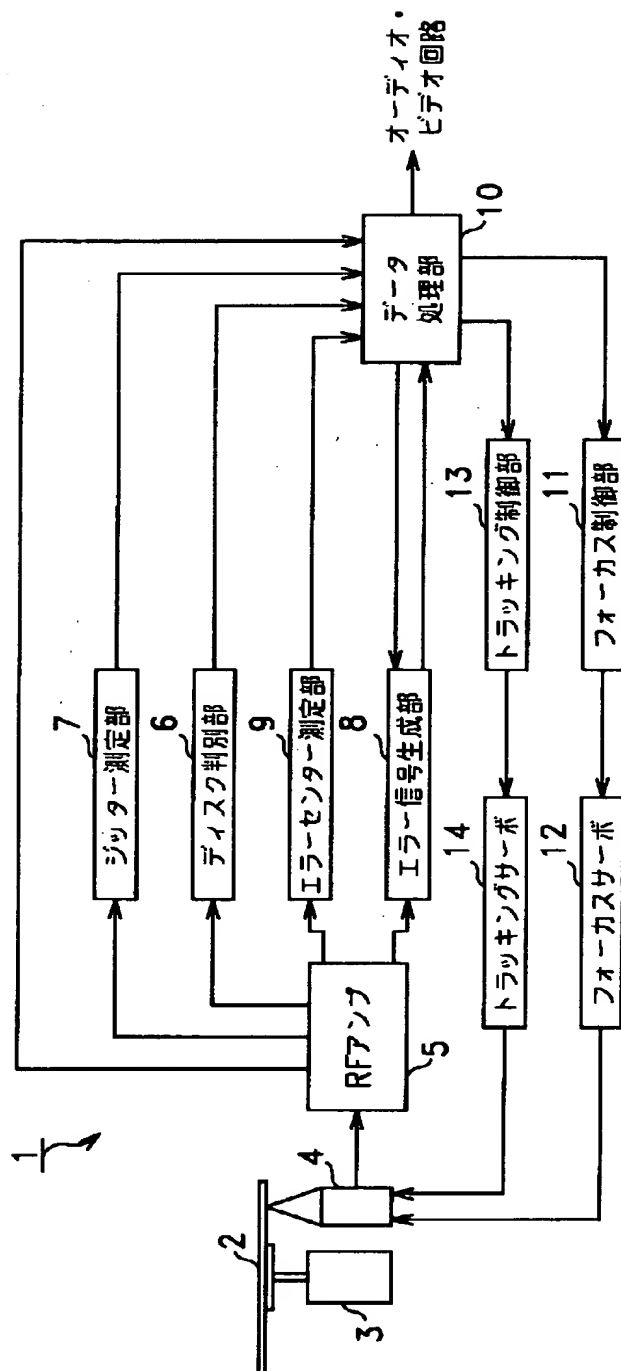 1
2
3
4
5
RFアンプ
7
ジッター測定部
6
ディスク判別部
9
エラーセンター測定部
8
エラー信号生成部
10
データ
処理部
オーディオ・
ビデオ回路
14
トラッキングサーボ
13
トラッキング制御部
12
フォーカスサーボ
11
フォーカス制御部